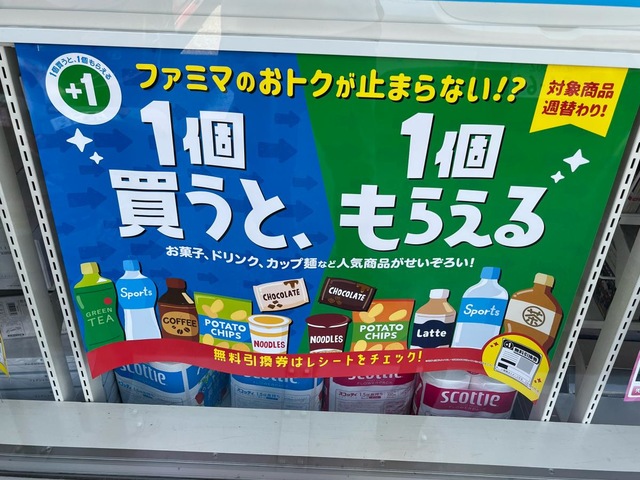 1個買うと、1個もらえる
+1
ファミマのおトクが止まらない!?
対象商品
週替わり!
1個
買うと、
1個
もらえる
お菓子、ドリンク、カップ麺など人気商品がせいぞろい!
GREEN
TEA
Sports
COFFEE
POTATO
CHIPS
CHOCOLATE
NOODLES
CHOCOLATE
NOODLES
POTATO
CHIPS
Latte
Sports
茶
無料引換券はレシートをチェック!
scottie
scottie
scottie
scottie